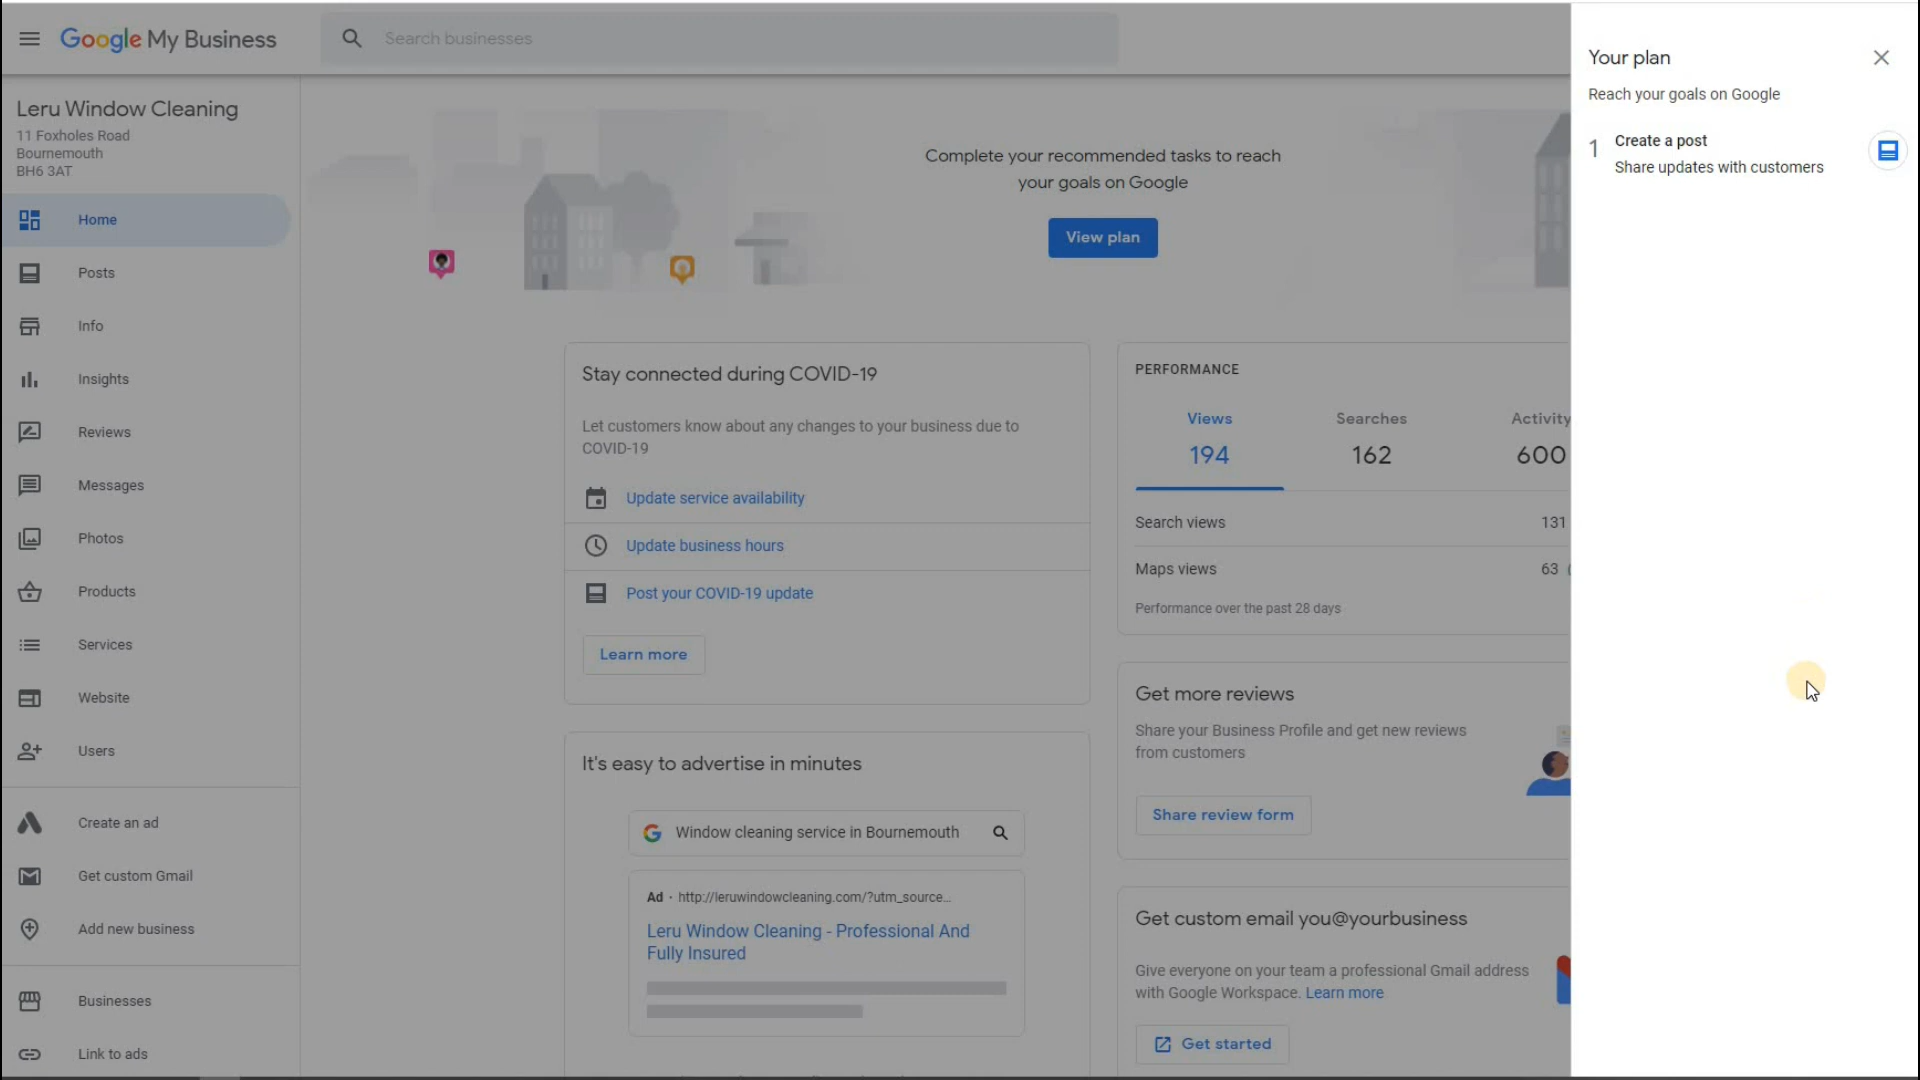 Google My Business
Search businesses
Leru Window Cleaning
11 Foxholes Road
Bournemouth
BH6 3AT
Home
Posts
Info
Insights
Reviews
Messages
Photos
Products
Services
Website
Users
Create an ad
Get custom Gmail
Add new business
Businesses
Link to ads
Complete your recommended tasks to reach
your goals on Google
View plan
Stay connected during COVID-19
Let customers know about any changes to your business due to
COVID-19
Update service availability
Update business hours
Post your COVID-19 update
Learn more
It's easy to advertise in minutes
Window cleaning service in Bournemouth
Ad · http://leruwindowcleaning.com/?utm_source...
Leru Window Cleaning - Professional And
Fully Insured
PERFORMANCE
Views Searches Activity
194 162 600
Search views 131
Maps views 63
Performance over the past 28 days
Get more reviews
Share your Business Profile and get new reviews
from customers
Share review form
Get custom email you@yourbusiness
Give everyone on your team a professional Gmail address
with Google Workspace. Learn more
Get started
Your plan
Reach your goals on Google
1 Create a post
Share updates with customers